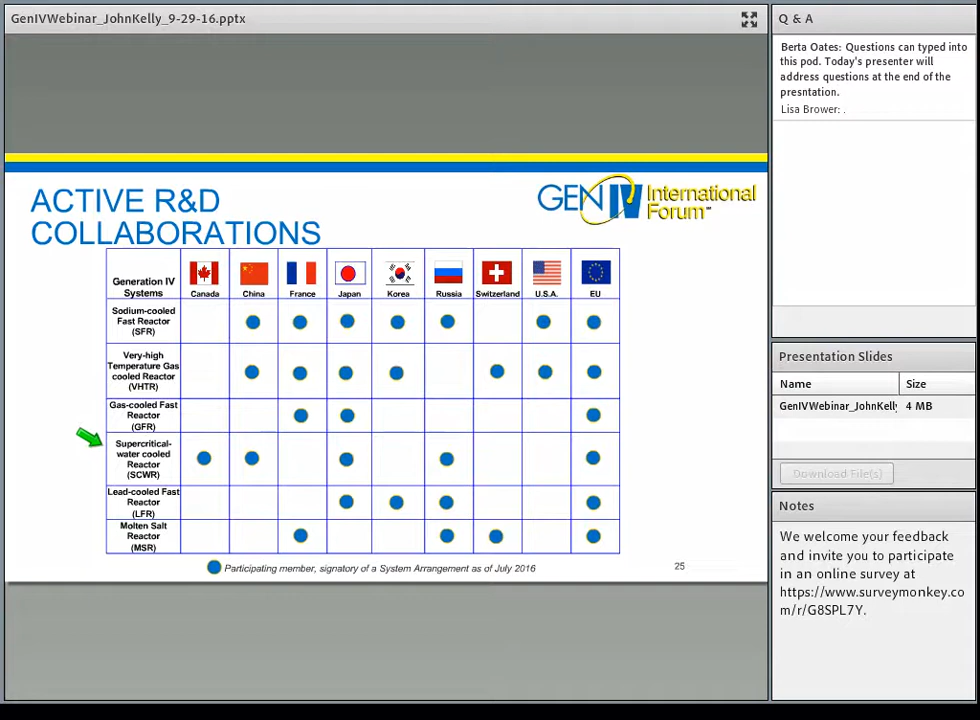 GenIVWebinar_JohnKelly_9-29-16.pptx
ACTIVE R&D
COLLABORATIONS
GEN IV International
Forum
Generation IV
Systems
Canada
China
France
Japan
Korea
Russia
Switzerland
U.S.A.
EU
Sodium-cooled
Fast Reactor
(SFR)
Very-high
Temperature Gas
cooled Reactor
(VHTR)
Gas-cooled Fast
Reactor
(GFR)
Supercritical-
water cooled
Reactor
(SCWR)
Lead-cooled Fast
Reactor
(LFR)
Molten Salt
Reactor
(MSR)
Participating member, signatory of a System Arrangement as of July 2016
25
Q & A
Berta Oates: Questions can typed into
this pod. Today's presenter will
address questions at the end of the
presntation.
Lisa Brower: .
Presentation Slides
Name Size
GenIVWebinar_JohnKelly 4 MB
Download File(s)
Notes
We welcome your feedback
and invite you to participate
in an online survey at
https://www.surveymonkey.co
m/r/G8SPL7Y.